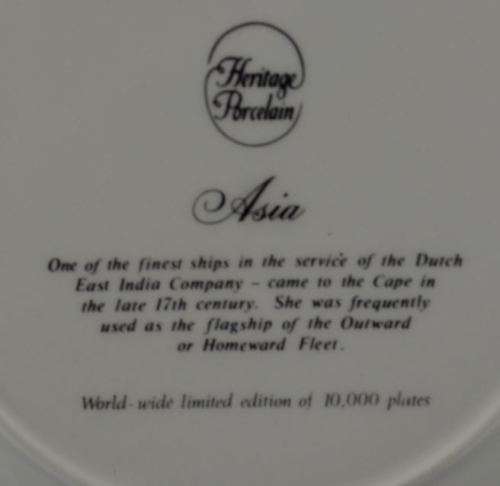 Heritage
Porcelain
Asia
One of the finest ships in the service of the Dutch
East India Company - came to the Cape in
the late 17th century. She was frequently
used as the flagship of the Outward
or Homeward Fleet.
World-wide limited edition of 10,000 plates